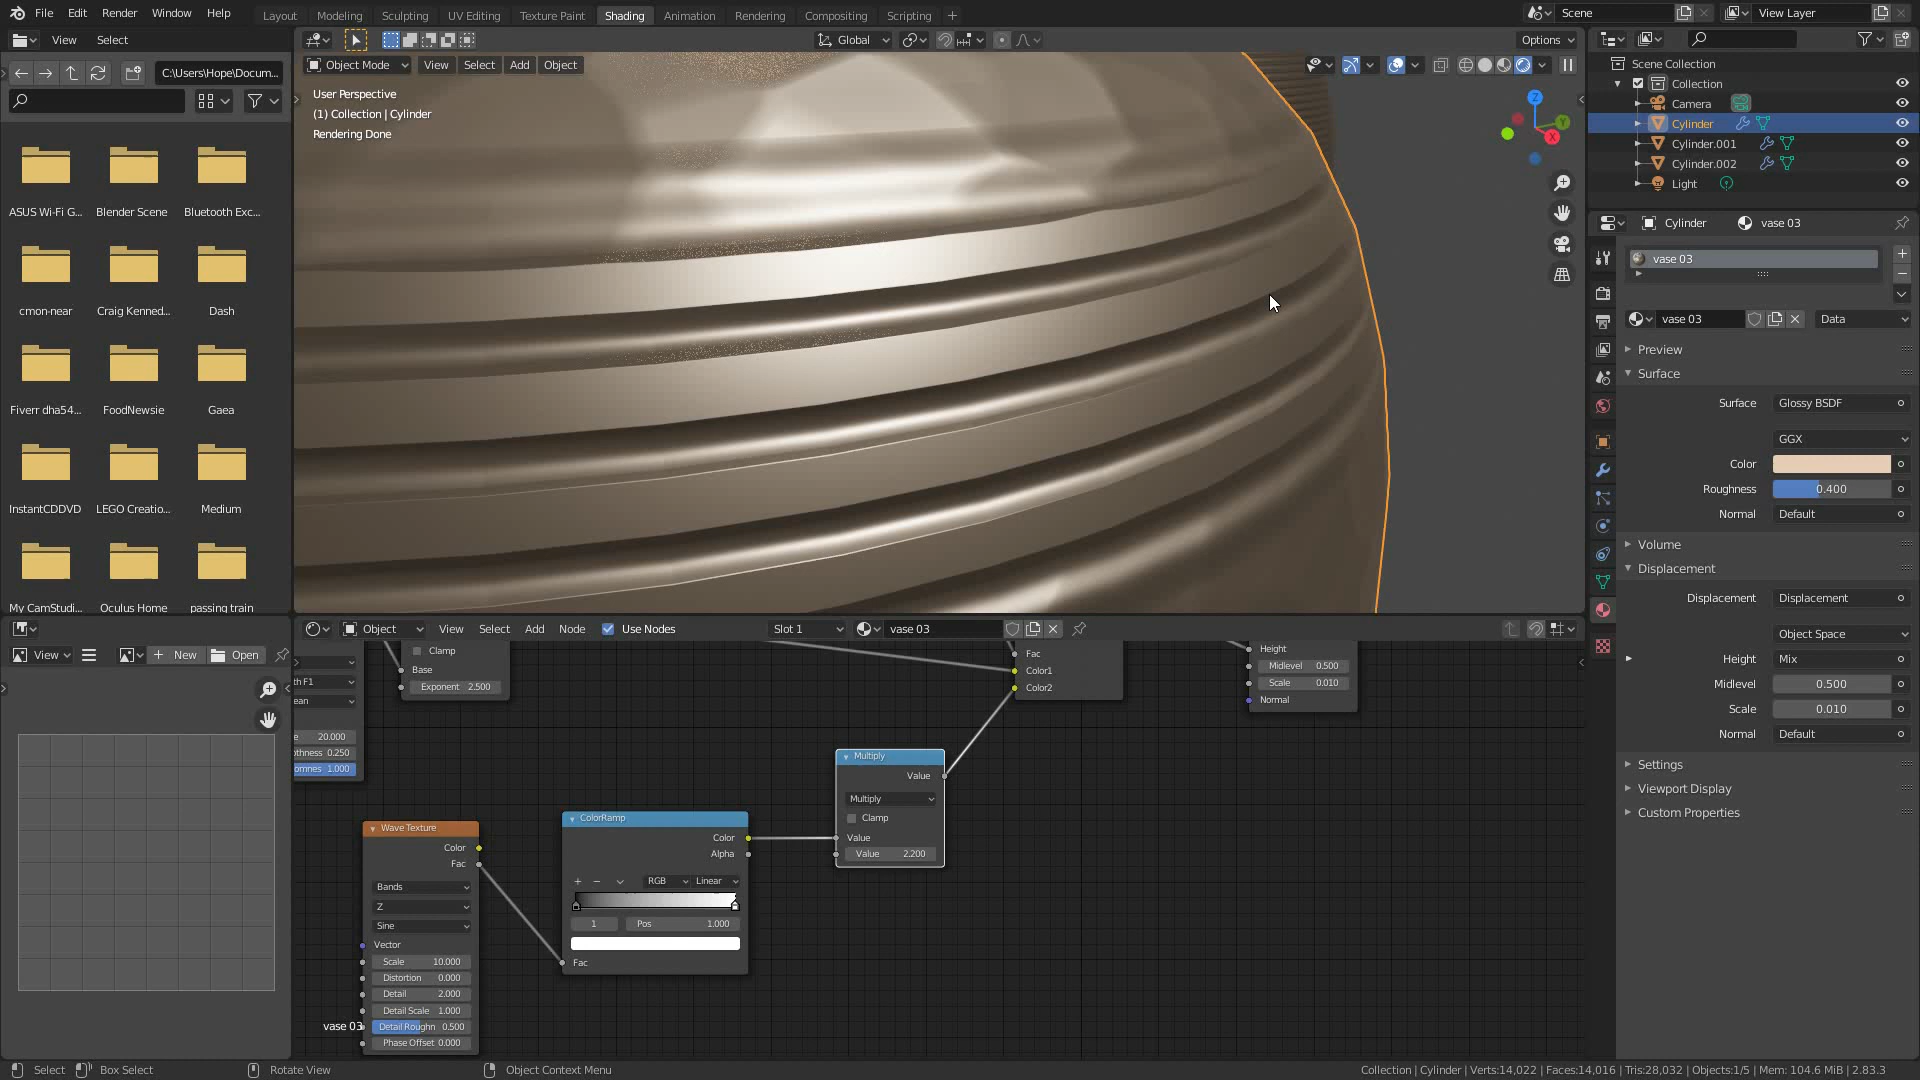 File Edit Render Window Help
Layout Modeling Sculpting UV Editing Texture Paint Shading Animation Rendering Compositing Scripting +
Scene
View Layer
View Select
Global
Options
C:\Users\Hope\Docum...
Object Mode View Select Add Object
User Perspective
(1) Collection | Cylinder
Rendering Done
Z
Y
X
ASUS Wi-Fi G... Blender Scene Bluetooth Exc...
cmon-near Craig Kenned... Dash
Fiverr dha54... FoodNewsie Gaea
InstantCDDVD LEGO Creatio... Medium
My CamStudi... Oculus Home passing train
Scene Collection
Collection
Camera
Cylinder
Cylinder.001
Cylinder.002
Light
Cylinder vase 03
vase 03
vase 03 Data
Preview
Surface
Surface Glossy BSDF
GGX
Color
Roughness 0.400
Normal Default
Volume
Displacement
Displacement Displacement
Object Space
Height Mix
Midlevel 0.500
Scale 0.010
Normal Default
Settings
Viewport Display
Custom Properties
View New Open
Object View Select Add Node Use Nodes Slot 1 vase 03
th F1
ean
e 20.000
othness 0.250
omnes 1.000
Clamp
Base
Exponent 2.500
Fac
Color1
Color2
Height
Midlevel 0.500
Scale 0.010
Normal
Multiply
Value
Multiply
Clamp
Value
Value 2.200
ColorRamp
Color
Alpha
+ − RGB Linear
1 Pos 1.000
Fac
Wave Texture
Color
Fac
Bands
Z
Sine
Vector
Scale 10.000
Distortion 0.000
Detail 2.000
Detail Scale 1.000
Detail Roughn 0.500
Phase Offset 0.000
vase 03
Select Box Select Rotate View Object Context Menu
Collection | Cylinder | Verts:14,022 | Faces:14,016 | Tris:28,032 | Objects:1/5 | Mem: 104.6 MiB | 2.83.3